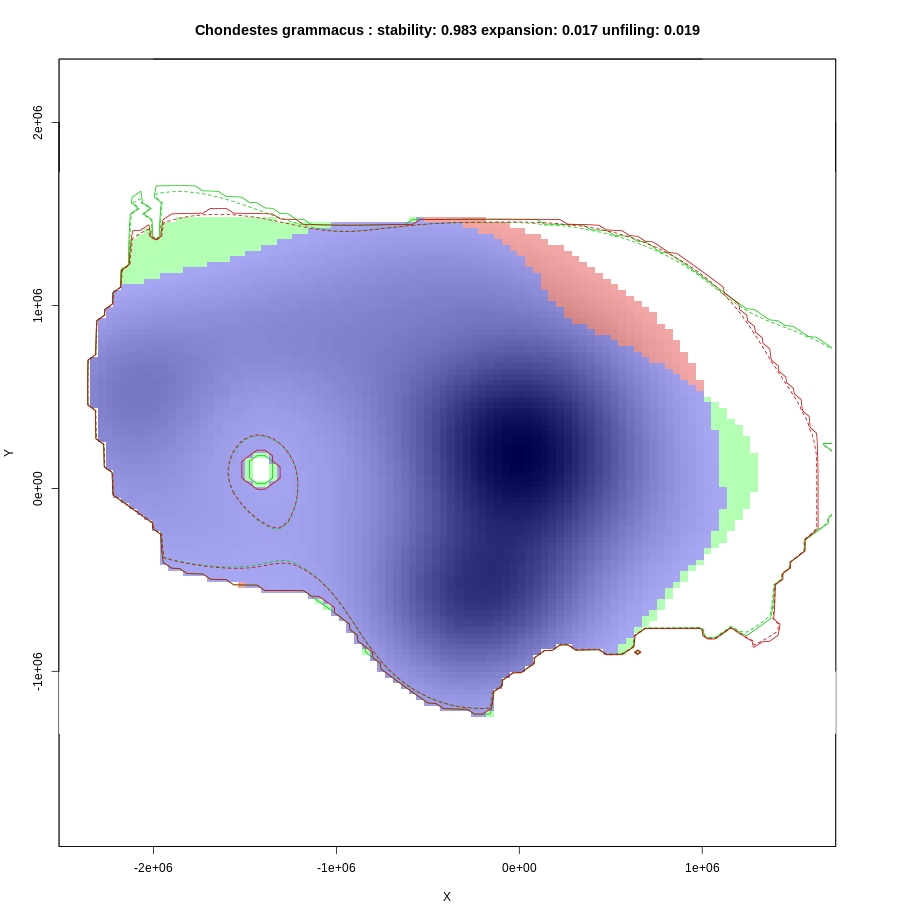 Chondestes grammacus : stability: 0.983 expansion: 0.017 unfiling: 0.019
2e+06
1e+06
0e+00
-1e+06
Y
-2e+06 -1e+06 0e+00 1e+06
X